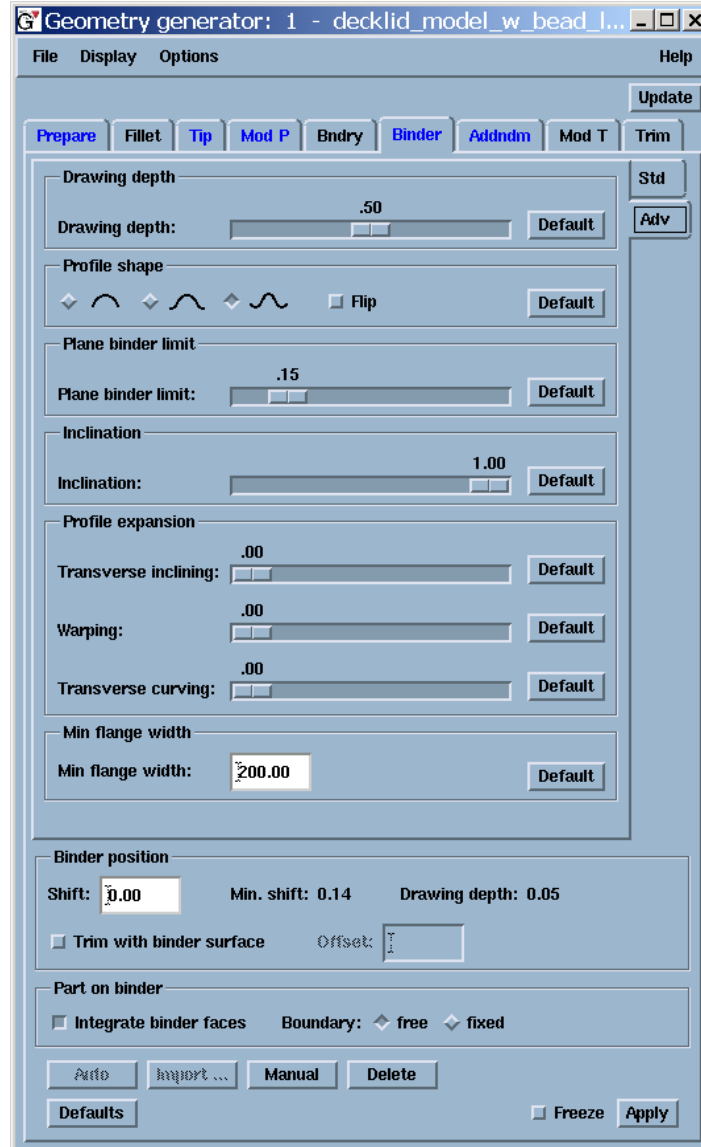 Geometry generator: 1 - decklid_model_w_bead_l...
File Display Options Help
Update
Prepare Fillet Tip Mod P Bndry Binder Addndm Mod T Trim
Std
Adv
Drawing depth
.50
Drawing depth: Default
Profile shape
Flip Default
Plane binder limit
.15
Plane binder limit: Default
Inclination
1.00
Inclination: Default
Profile expansion
.00
Transverse inclining: Default
.00
Warping: Default
.00
Transverse curving: Default
Min flange width
Min flange width: 200.00 Default
Binder position
Shift: 0.00 Min. shift: 0.14 Drawing depth: 0.05
Trim with binder surface Offset:
Part on binder
Integrate binder faces Boundary: free fixed
Auto Import ... Manual Delete
Defaults Freeze Apply